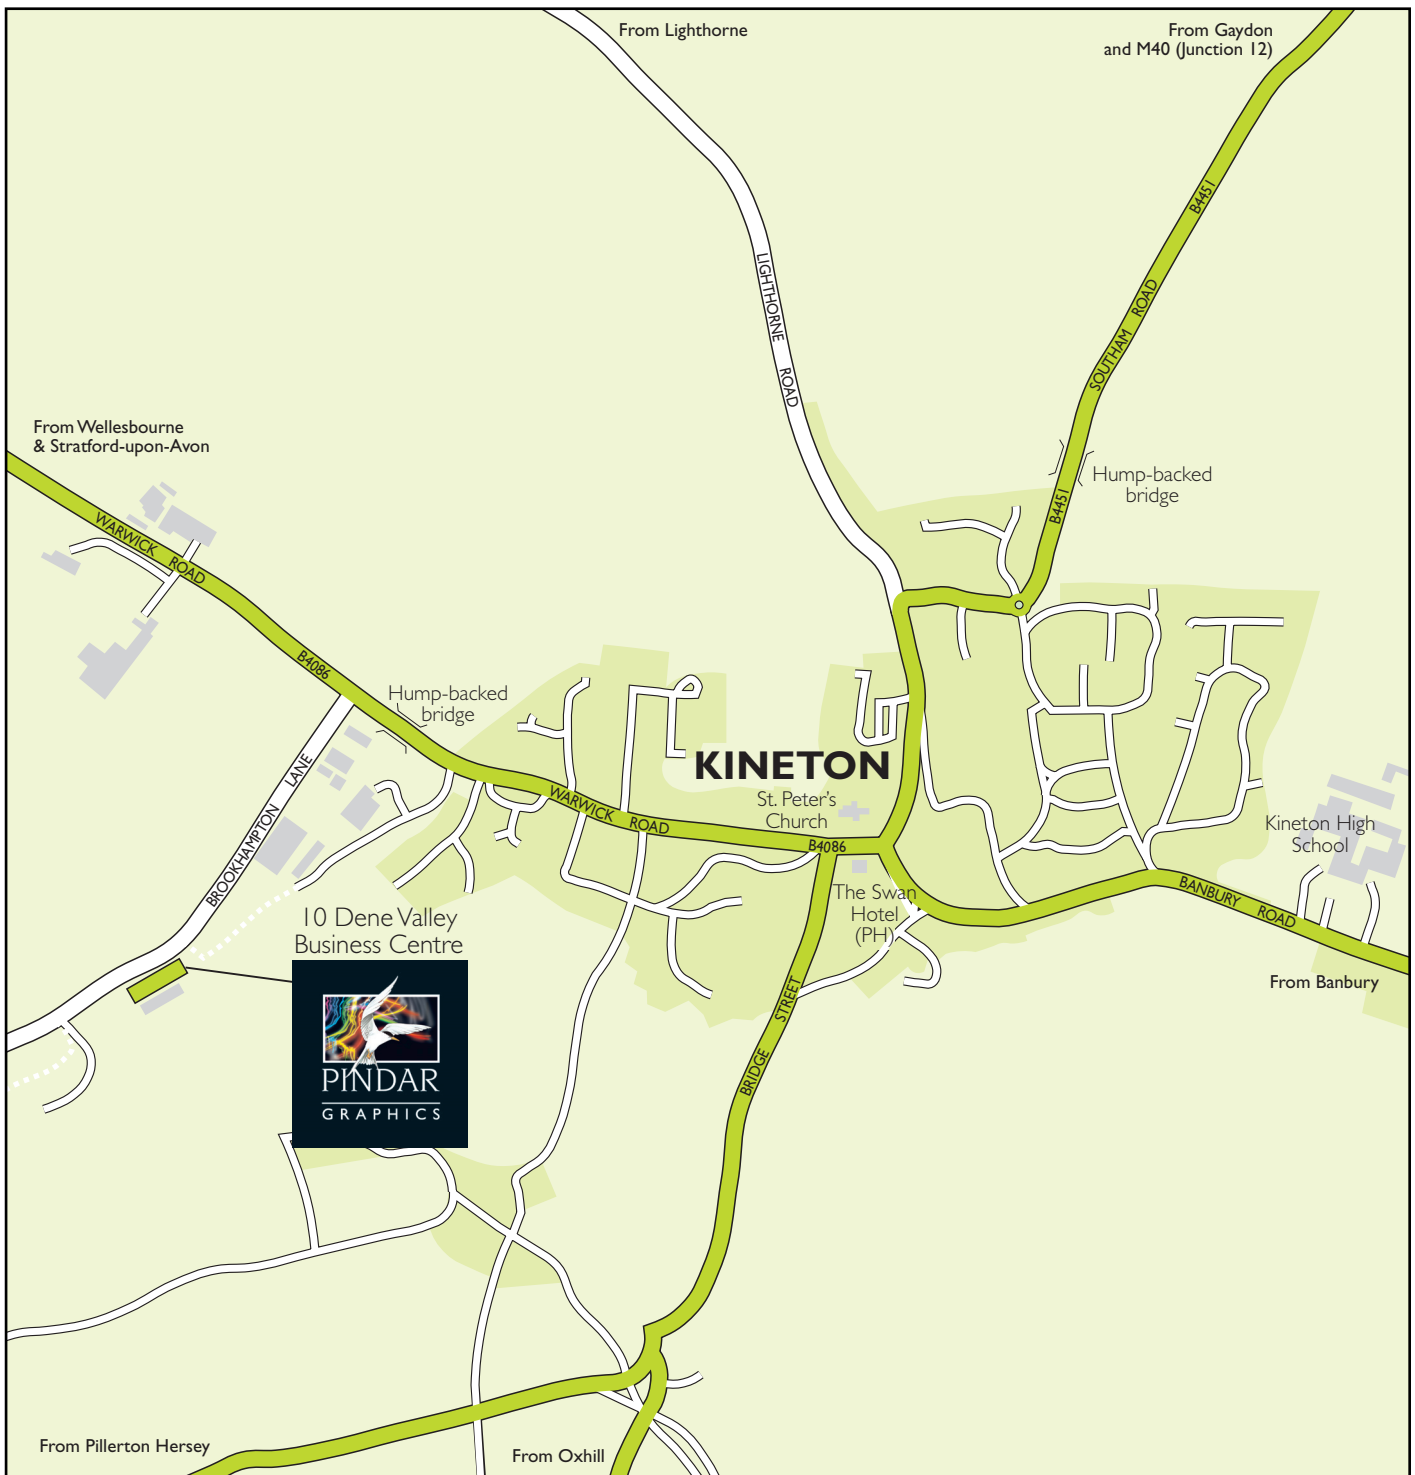 From Lighthorne
From Gaydon
and M40 (Junction 12)
B4451
LIGHTHORNE ROAD
SOUTHAM ROAD
From Wellesbourne
& Stratford-upon-Avon
Hump-backed
bridge
B4451
WARWICK ROAD
B4086
Hump-backed
bridge
KINETON
BROOKHAMPTON LANE
WARWICK ROAD
St. Peter's
Church
B4086
Kineton High
School
The Swan
Hotel
(PH)
BANBURY ROAD
10 Dene Valley
Business Centre
From Banbury
BRIDGE STREET
PINDAR
GRAPHICS
From Pillerton Hersey
From Oxhill